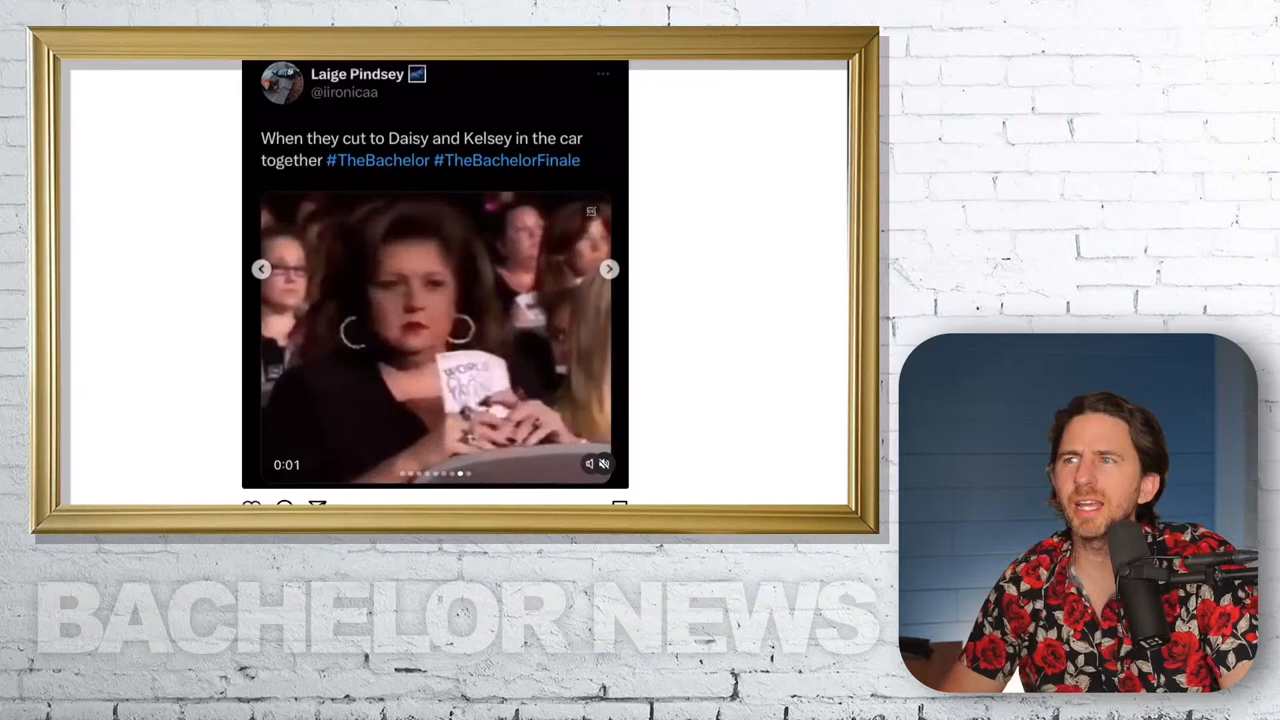 Laige Pindsey
@iironicaa
When they cut to Daisy and Kelsey in the car
together #TheBachelor #TheBachelorFinale
WORLD
0:01
BACHELOR NEWS